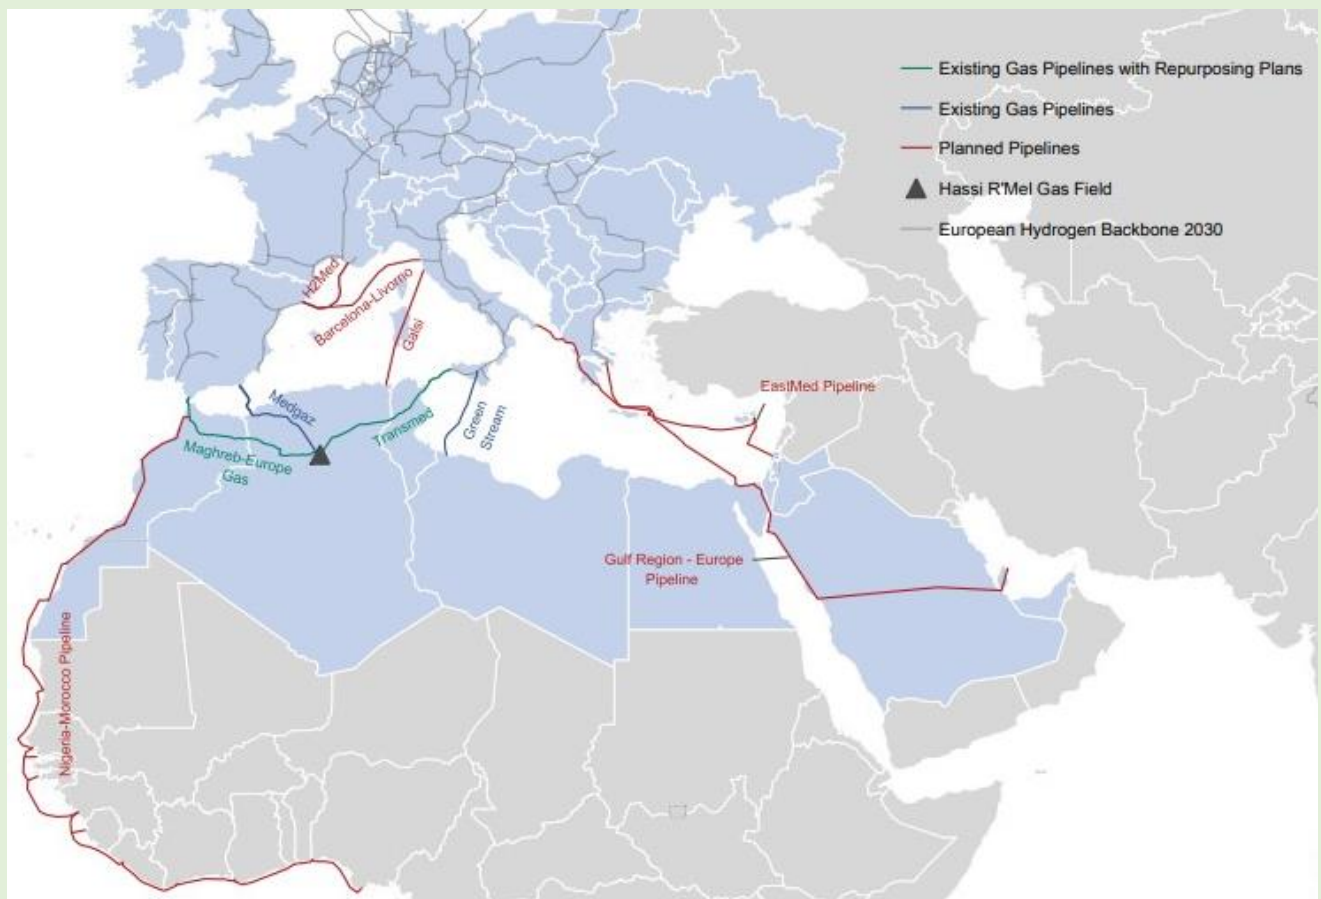 Existing Gas Pipelines with Repurposing Plans
Existing Gas Pipelines
Planned Pipelines
Hassi R'Mel Gas Field
European Hydrogen Backbone 2030
H2Med
Barcelona-Livorno
Galsi
EastMed Pipeline
Medgaz
Transmed
Green
Stream
Maghreb-Europe
Gas
Gulf Region - Europe
Pipeline
Nigeria-Morocco Pipeline